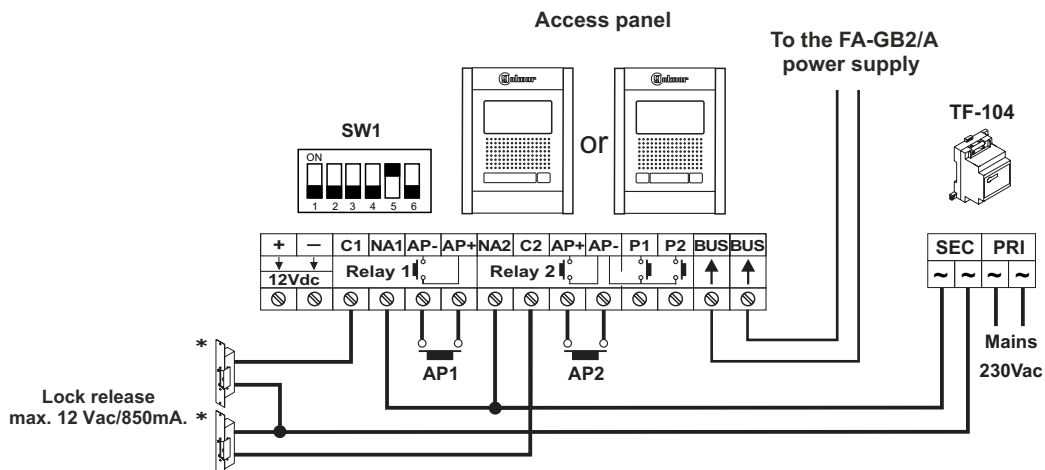 Access panel
To the FA-GB2/A
power supply
TF-104
SW1
ON
1 2 3 4 5 6
golmar
or
golmar
+ – C1 NA1 AP- AP+ NA2 C2 AP+ AP- P1 P2 BUS BUS
12Vdc Relay 1 Relay 2
SEC PRI
~ ~ ~ ~
AP1
AP2
Mains
230Vac
*
Lock release
max. 12 Vac/850mA. *